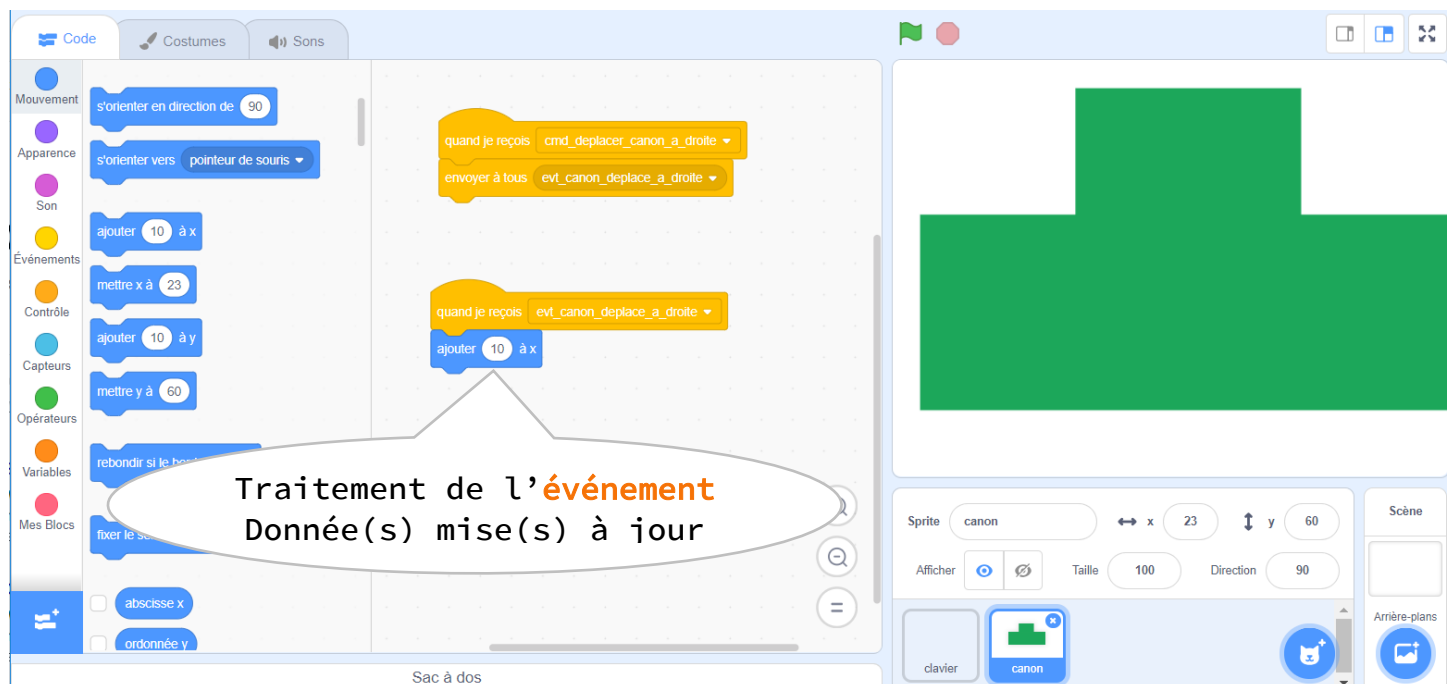 Code
Costumes
Sons
Mouvement
Apparence
Son
Événements
Contrôle
Capteurs
Opérateurs
Variables
Mes Blocs
s'orienter en direction de 90
s'orienter vers pointeur de souris
ajouter 10 à x
mettre x à 23
ajouter 10 à y
mettre y à 60
rebondir si le
fixer le
abscisse x
ordonnée y
quand je reçois cmd_deplacer_canon_a_droite
envoyer à tous evt_canon_deplace_a_droite
quand je reçois evt_canon_deplace_a_droite
ajouter 10 à x
Traitement de l’événement
Donnée(s) mise(s) à jour
Sac à dos
Sprite canon x 23 y 60
Afficher Taille 100 Direction 90
clavier
canon
Scène
Arrière-plans